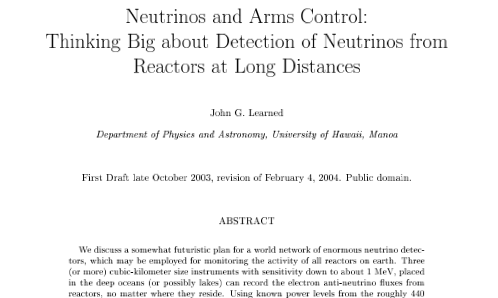 Neutrinos and Arms Control:
Thinking Big about Detection of Neutrinos from
Reactors at Long Distances
John G. Learned
Department of Physics and Astronomy, University of Hawaii, Manoa
First Draft late October 2003, revision of February 4, 2004. Public domain.
ABSTRACT
We discuss a somewhat futuristic plan for a world network of enormous neutrino detec-
tors, which may be employed for monitoring the activity of all reactors on earth. Three
(or more) cubic-kilometer size instruments with sensitivity down to about 1 MeV, placed
in the deep oceans (or possibly lakes) can record the electron anti-neutrino fluxes from
reactors, no matter where they reside. Using known power levels from the roughly 440